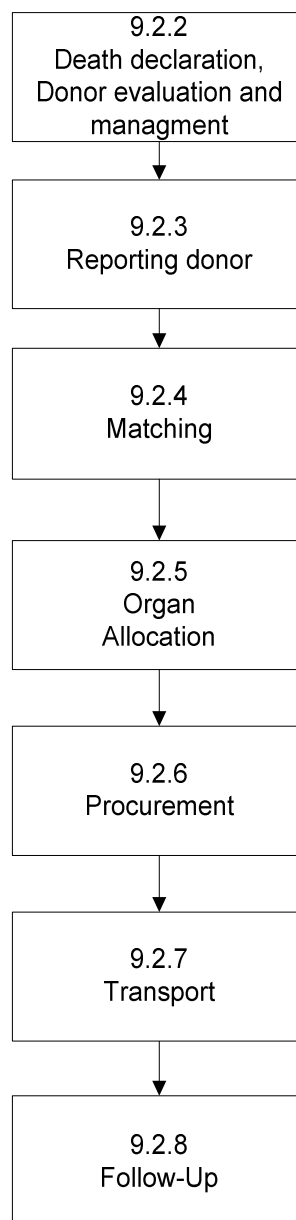 9.2.2
Death declaration,
Donor evaluation and
managment
9.2.3
Reporting donor
9.2.4
Matching
9.2.5
Organ
Allocation
9.2.6
Procurement
9.2.7
Transport
9.2.8
Follow-Up